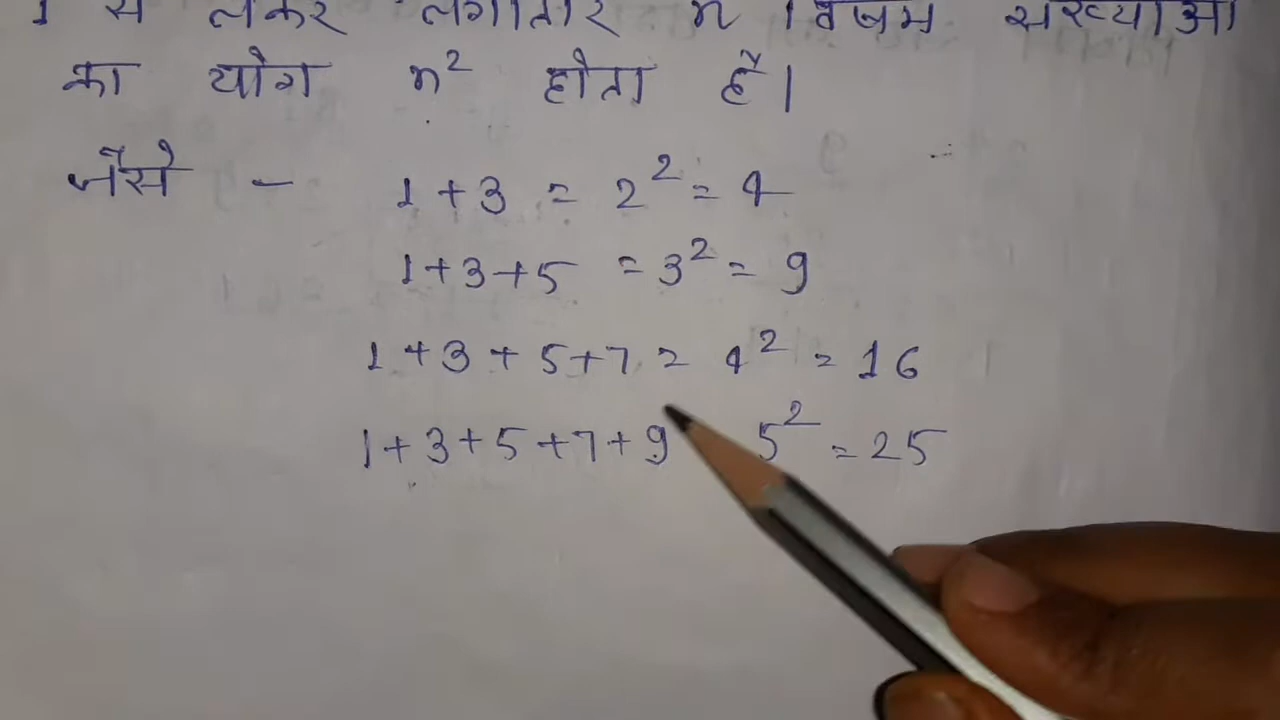 1 से लेकर लगातार n विषम संख्याओं
का योग n² होता है।
जैसे - 1+3 = 2² = 4
1+3+5 = 3² = 9
1+3+5+7 = 4² = 16
1+3+5+7+9 5² = 25